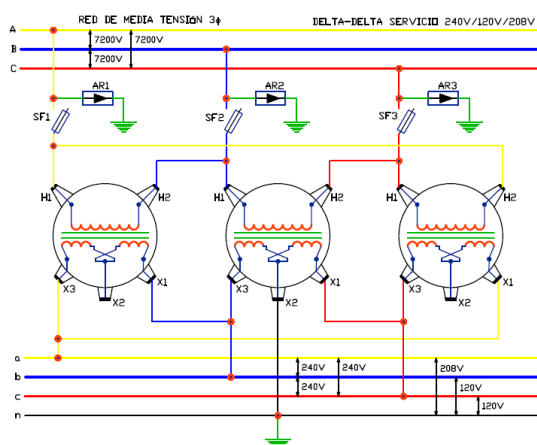 RED DE MEDIA TENSIÓN 3ϕ
DELTA-DELTA SERVICIO 240V/120V/208V
A
B
C
7200V
7200V
7200V
AR1
AR2
AR3
SF1
SF2
SF3
H1
H2
H1
H2
H1
H2
X3
X2
X1
X3
X2
X1
X3
X2
X1
a
b
c
n
240V
240V
240V
208V
120V
120V